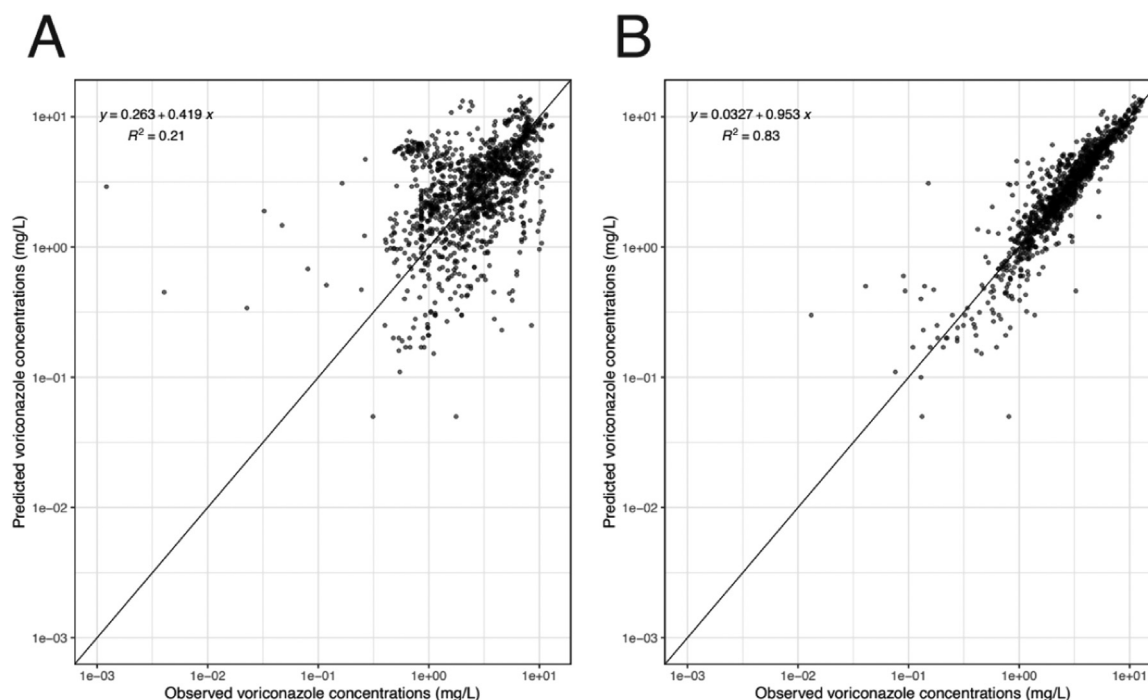 A
B
y = 0.263 + 0.419 x
R² = 0.21
y = 0.0327 + 0.953 x
R² = 0.83
Predicted voriconazole concentrations (mg/L)
1e+01
1e+00
1e−01
1e−02
1e−03
1e−03 1e−02 1e−01 1e+00 1e+01
Observed voriconazole concentrations (mg/L)
Predicted voriconazole concentrations (mg/L)
1e+01
1e+00
1e−01
1e−02
1e−03
1e−03 1e−02 1e−01 1e+00 1e+01
Observed voriconazole concentrations (mg/L)